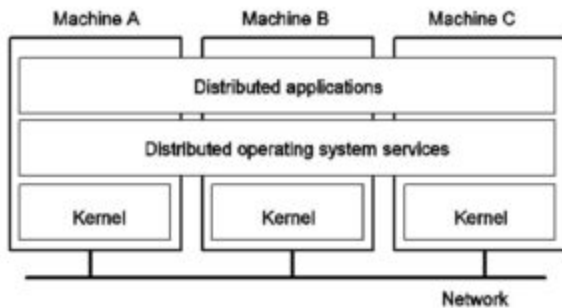 Machine A Machine B Machine C
Distributed applications
Distributed operating system services
Kernel Kernel Kernel
Network